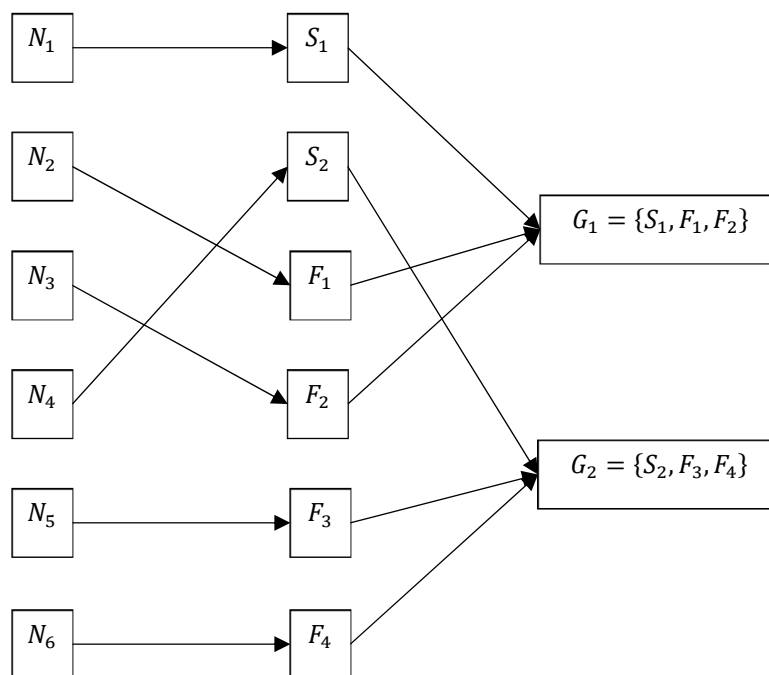 N₁ S₁
N₂ S₂
G₁ = {S₁, F₁, F₂}
N₃ F₁
N₄ F₂
G₂ = {S₂, F₃, F₄}
N₅ F₃
N₆ F₄